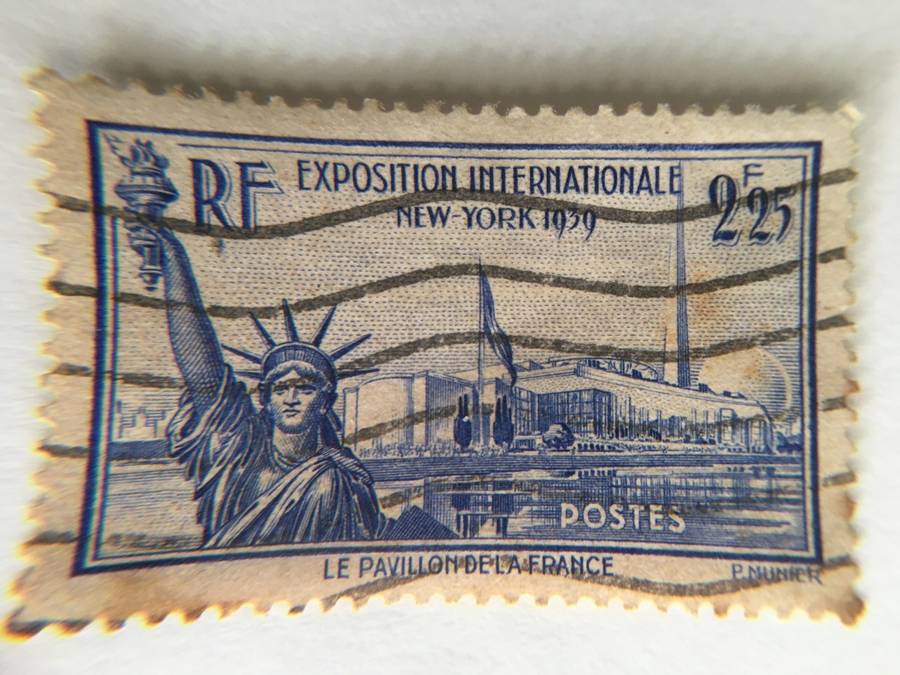 RF EXPOSITION INTERNATIONALE 2F25
NEW-YORK 1939
POSTES
LE PAVILLON DE LA FRANCE
P. MUNIER